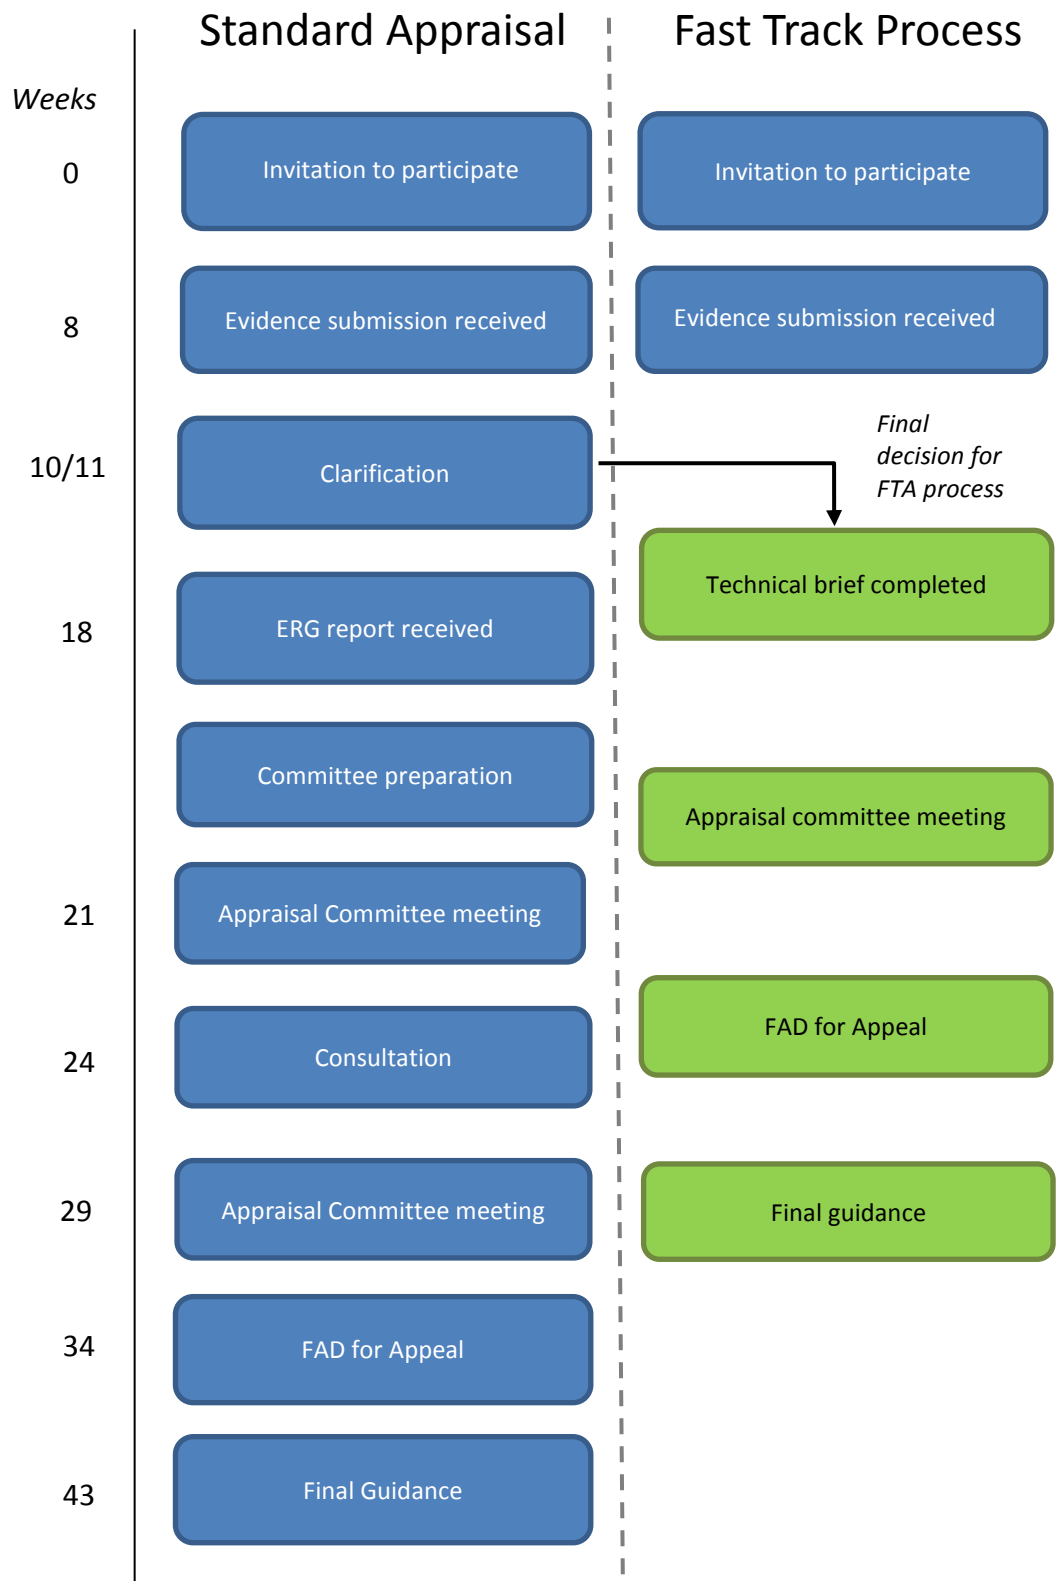 Standard Appraisal
Fast Track Process
Weeks
0
Invitation to participate
Invitation to participate
8
Evidence submission received
Evidence submission received
10/11
Clarification
Final
decision for
FTA process
Technical brief completed
18
ERG report received
Committee preparation
Appraisal committee meeting
21
Appraisal Committee meeting
FAD for Appeal
24
Consultation
29
Appraisal Committee meeting
Final guidance
34
FAD for Appeal
43
Final Guidance